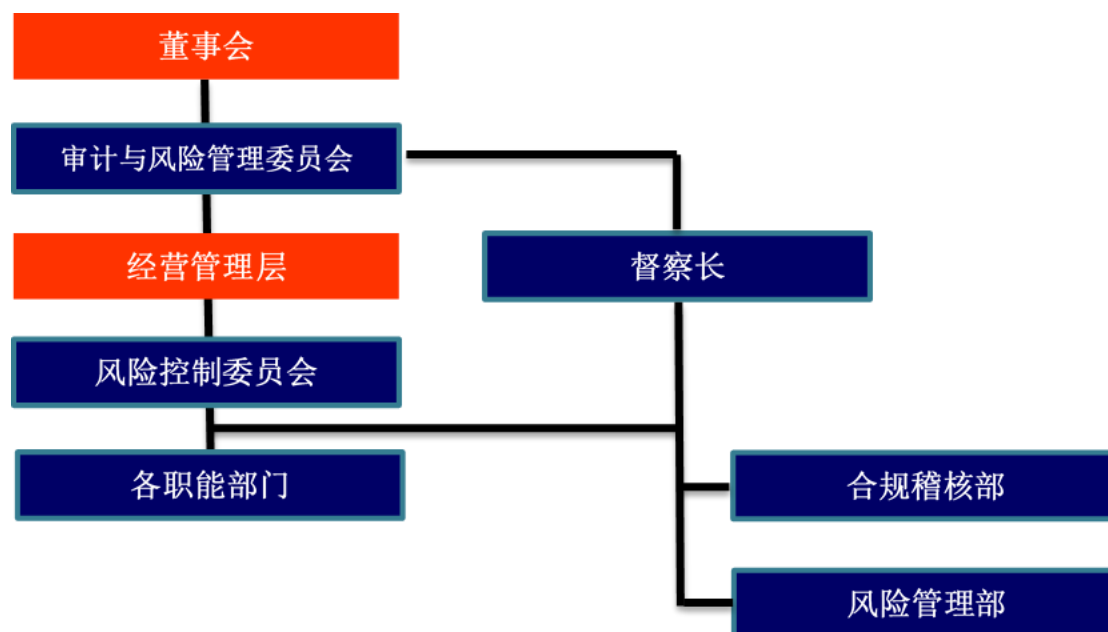 董事会
审计与风险管理委员会
经营管理层
督察长
风险控制委员会
各职能部门
合规稽核部
风险管理部